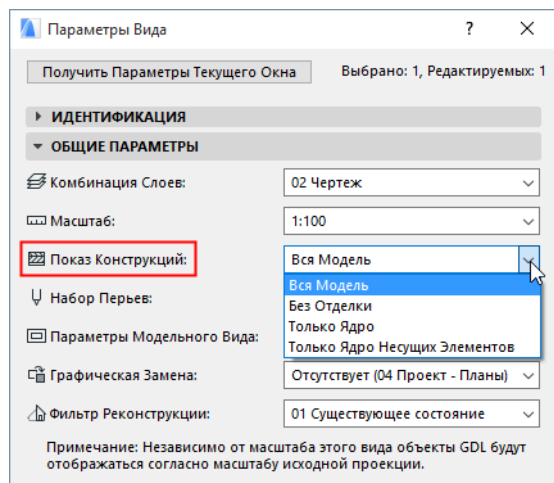 Параметры Вида
Получить Параметры Текущего Окна
Выбрано: 1, Редактируемых: 1
ИДЕНТИФИКАЦИЯ
ОБЩИЕ ПАРАМЕТРЫ
Комбинация Слоев: 02 Чертеж
Масштаб: 1:100
Показ Конструкций: Вся Модель
Вся Модель
Набор Перьев: Без Отделки
Только Ядро
Параметры Модельного Вида: Только Ядро Несущих Элементов
Графическая Замена: Отсутствует (04 Проект - Планы)
Фильтр Реконструкции: 01 Существующее состояние
Примечание: Независимо от масштаба этого вида объекты GDL будут
отображаться согласно масштабу исходной проекции.